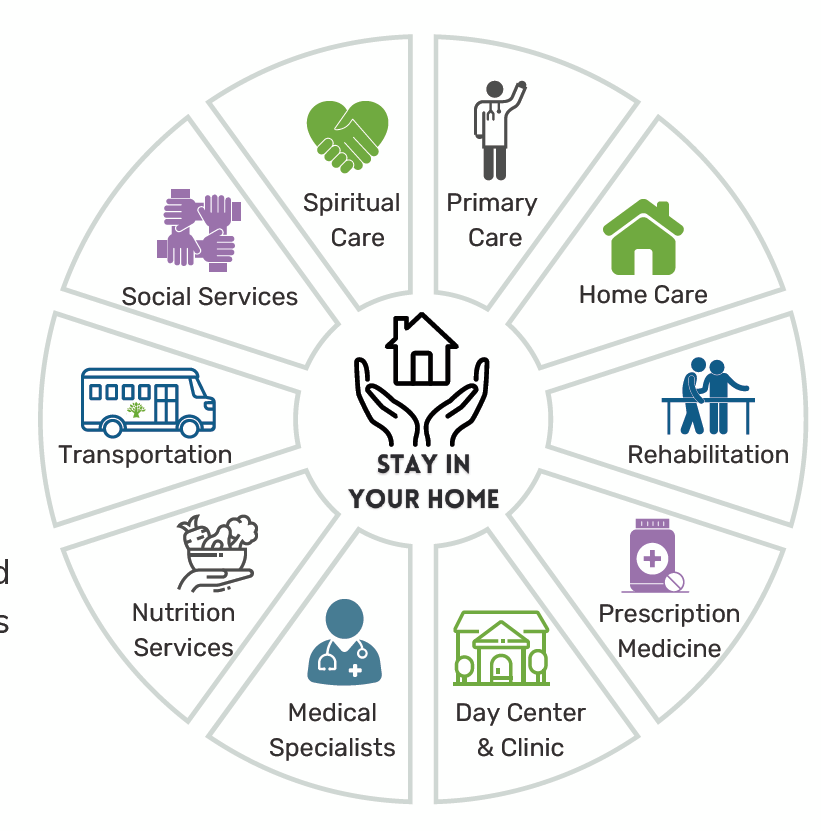 Spiritual
Care
Primary
Care
Social Services
Home Care
STAY IN
YOUR HOME
Transportation
Rehabilitation
d
s
Nutrition
Services
Prescription
Medicine
Medical
Specialists
Day Center
& Clinic